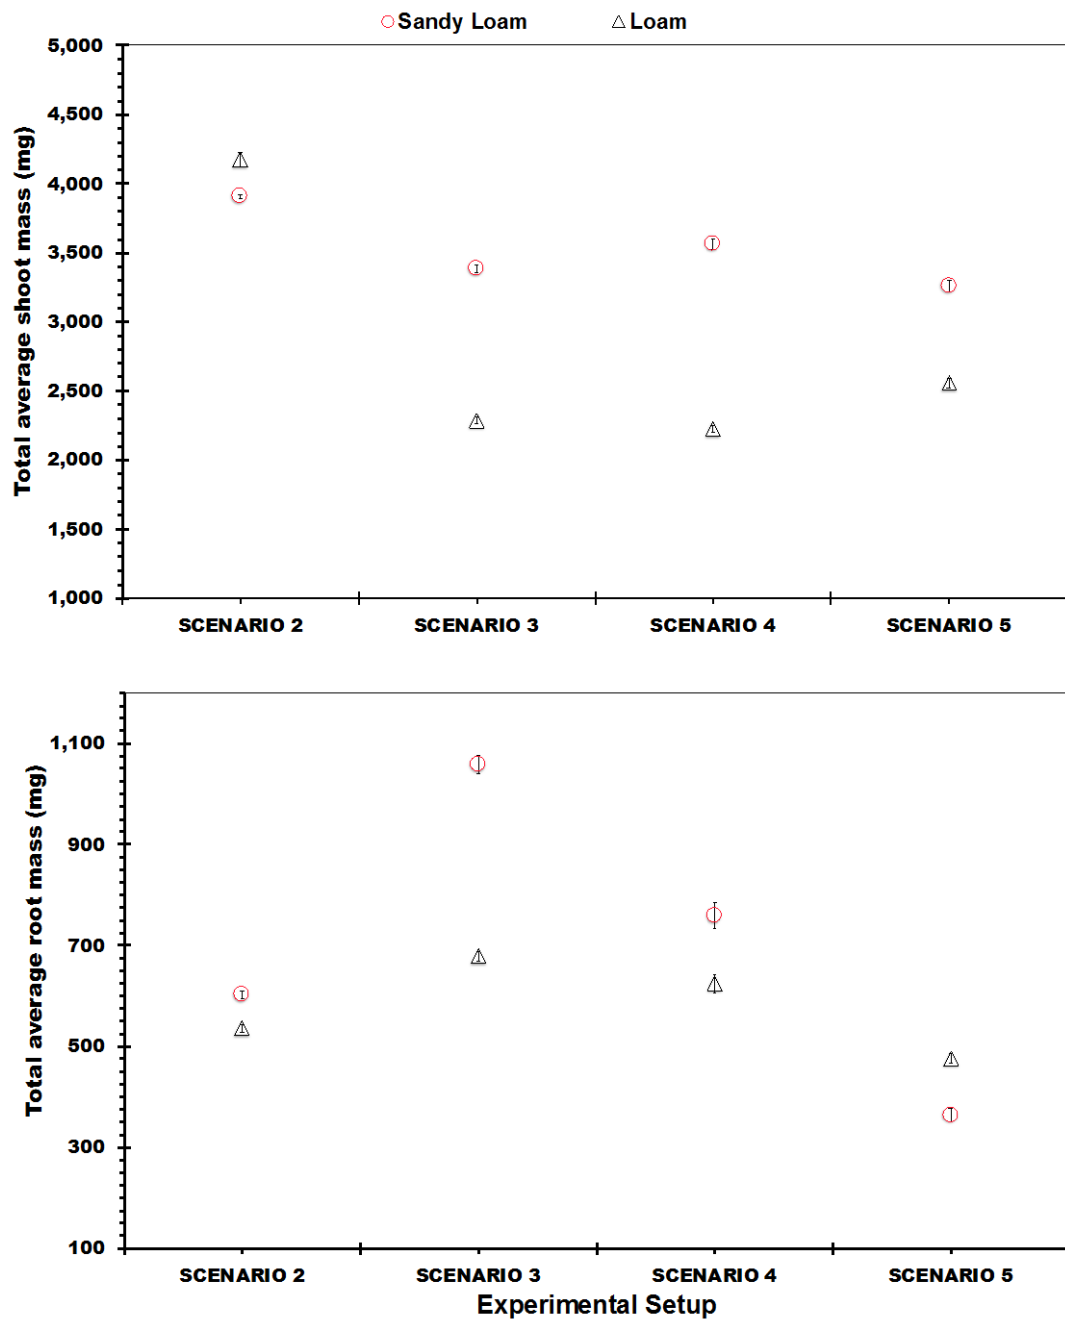 Sandy Loam Loam
Total average shoot mass (mg)
5,000
4,500
4,000
3,500
3,000
2,500
2,000
1,500
1,000
SCENARIO 2 SCENARIO 3 SCENARIO 4 SCENARIO 5
Total average root mass (mg)
1,100
900
700
500
300
100
SCENARIO 2 SCENARIO 3 SCENARIO 4 SCENARIO 5
Experimental Setup